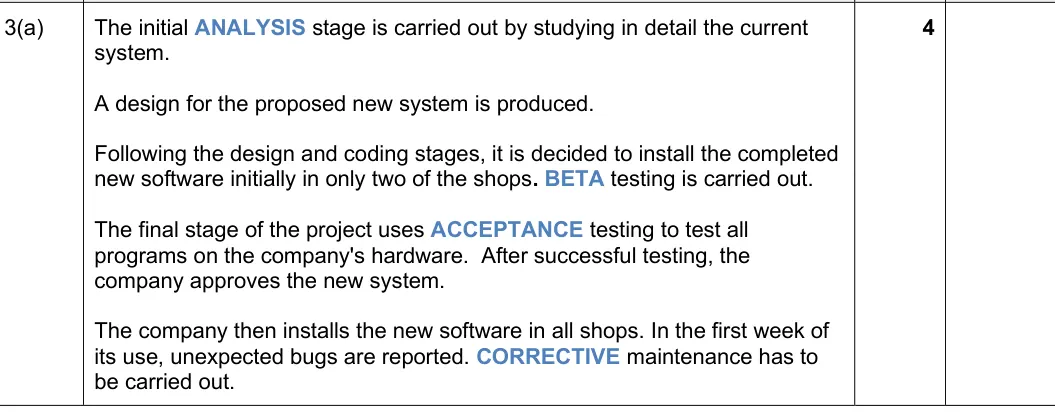 3(a)
The initial ANALYSIS stage is carried out by studying in detail the current
system.
4
A design for the proposed new system is produced.
Following the design and coding stages, it is decided to install the completed
new software initially in only two of the shops. BETA testing is carried out.
The final stage of the project uses ACCEPTANCE testing to test all
programs on the company's hardware.  After successful testing, the
company approves the new system.
The company then installs the new software in all shops. In the first week of
its use, unexpected bugs are reported. CORRECTIVE maintenance has to
be carried out.